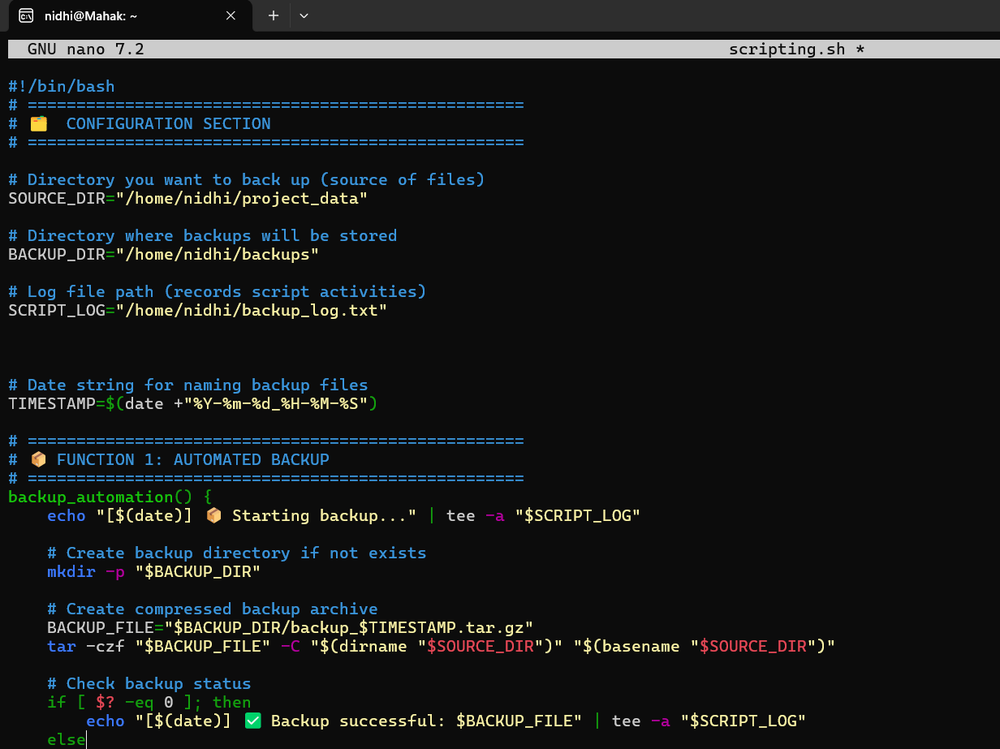 nidhi@Mahak: ~
GNU nano 7.2 scripting.sh *
#!/bin/bash
# ===================================================
# 🗂️ CONFIGURATION SECTION
# ===================================================
# Directory you want to back up (source of files)
SOURCE_DIR="/home/nidhi/project_data"
# Directory where backups will be stored
BACKUP_DIR="/home/nidhi/backups"
# Log file path (records script activities)
SCRIPT_LOG="/home/nidhi/backup_log.txt"
# Date string for naming backup files
TIMESTAMP=$(date +"%Y-%m-%d_%H-%M-%S")
# ===================================================
# 📦 FUNCTION 1: AUTOMATED BACKUP
# ===================================================
backup_automation() {
    echo "[$(date)] 📦 Starting backup..." | tee -a "$SCRIPT_LOG"
    # Create backup directory if not exists
    mkdir -p "$BACKUP_DIR"
    # Create compressed backup archive
    BACKUP_FILE="$BACKUP_DIR/backup_$TIMESTAMP.tar.gz"
    tar -czf "$BACKUP_FILE" -C "$(dirname "$SOURCE_DIR")" "$(basename "$SOURCE_DIR")"
    # Check backup status
    if [ $? -eq 0 ]; then
        echo "[$(date)] ✅ Backup successful: $BACKUP_FILE" | tee -a "$SCRIPT_LOG"
    else